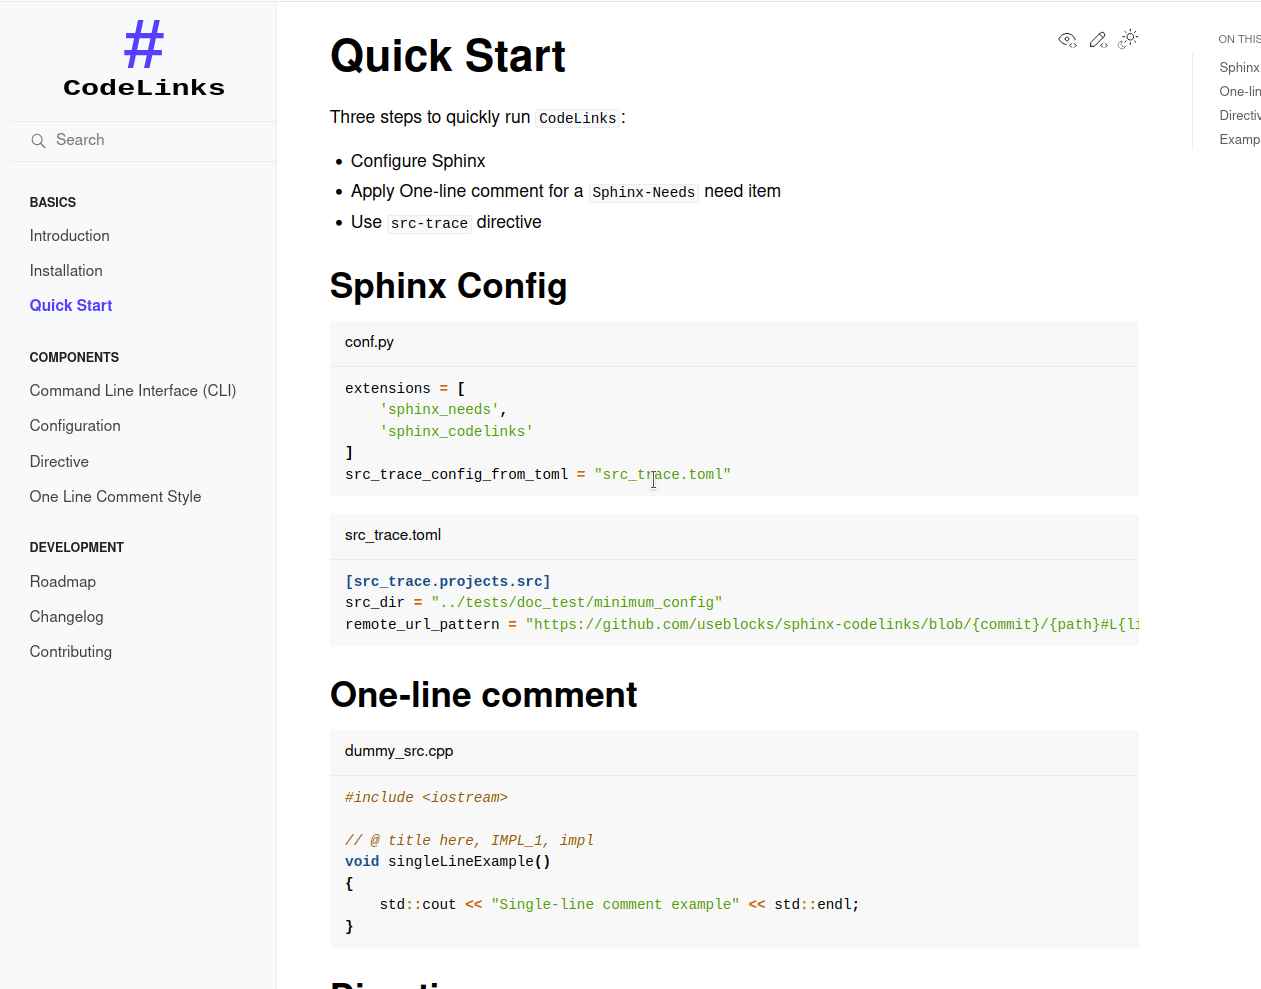 #
CodeLinks
Search
BASICS
Introduction
Installation
Quick Start
COMPONENTS
Command Line Interface (CLI)
Configuration
Directive
One Line Comment Style
DEVELOPMENT
Roadmap
Changelog
Contributing
Quick Start
Three steps to quickly run CodeLinks:
Configure Sphinx
Apply One-line comment for a Sphinx-Needs need item
Use src-trace directive
Sphinx Config
conf.py
extensions = [
    'sphinx_needs',
    'sphinx_codelinks'
]
src_trace_config_from_toml = "src_trace.toml"
src_trace.toml
[src_trace.projects.src]
src_dir = "../tests/doc_test/minimum_config"
remote_url_pattern = "https://github.com/useblocks/sphinx-codelinks/blob/{commit}/{path}#L{li
One-line comment
dummy_src.cpp
#include <iostream>
// @ title here, IMPL_1, impl
void singleLineExample()
{
    std::cout << "Single-line comment example" << std::endl;
}
ON THIS
Sphinx
One-lin
Directiv
Examp